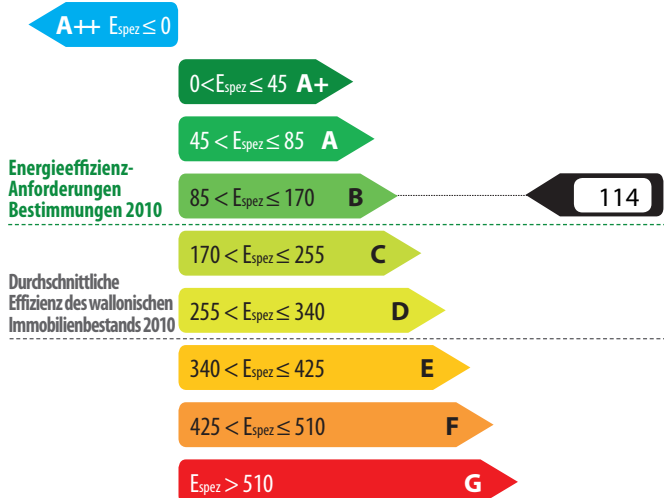 A++ Espez ≤ 0
0<Espez ≤ 45 A+
45 < Espez ≤ 85 A
Energieeffizienz-
Anforderungen
Bestimmungen 2010
85 < Espez ≤ 170 B
114
170 < Espez ≤ 255 C
Durchschnittliche
Effizienz des wallonischen
Immobilienbestands 2010
255 < Espez ≤ 340 D
340 < Espez ≤ 425 E
425 < Espez ≤ 510 F
Espez > 510 G